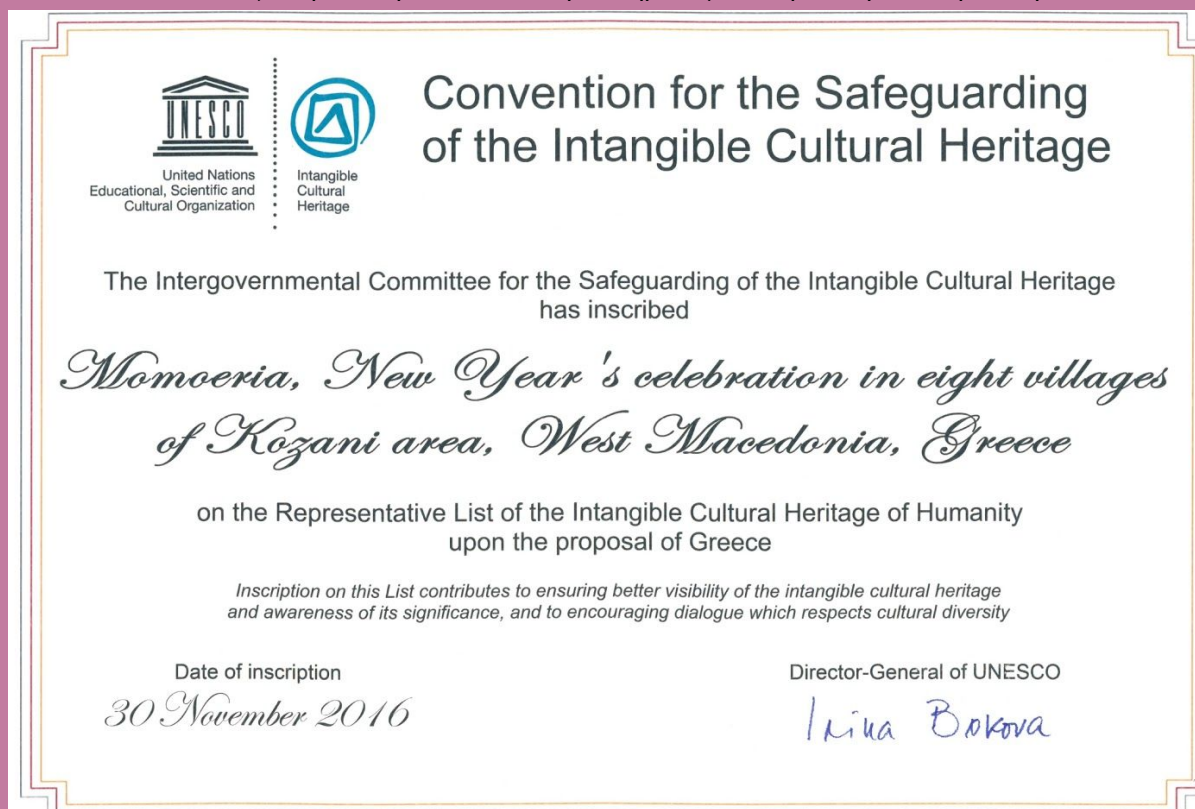 UNESCO
United Nations
Educational, Scientific and
Cultural Organization
Intangible
Cultural
Heritage
Convention for the Safeguarding
of the Intangible Cultural Heritage
The Intergovernmental Committee for the Safeguarding of the Intangible Cultural Heritage
has inscribed
Momoeria, New Year's celebration in eight villages
of Kozani area, West Macedonia, Greece
on the Representative List of the Intangible Cultural Heritage of Humanity
upon the proposal of Greece
Inscription on this List contributes to ensuring better visibility of the intangible cultural heritage
and awareness of its significance, and to encouraging dialogue which respects cultural diversity
Date of inscription
30 November 2016
Director-General of UNESCO
Irina Bokova